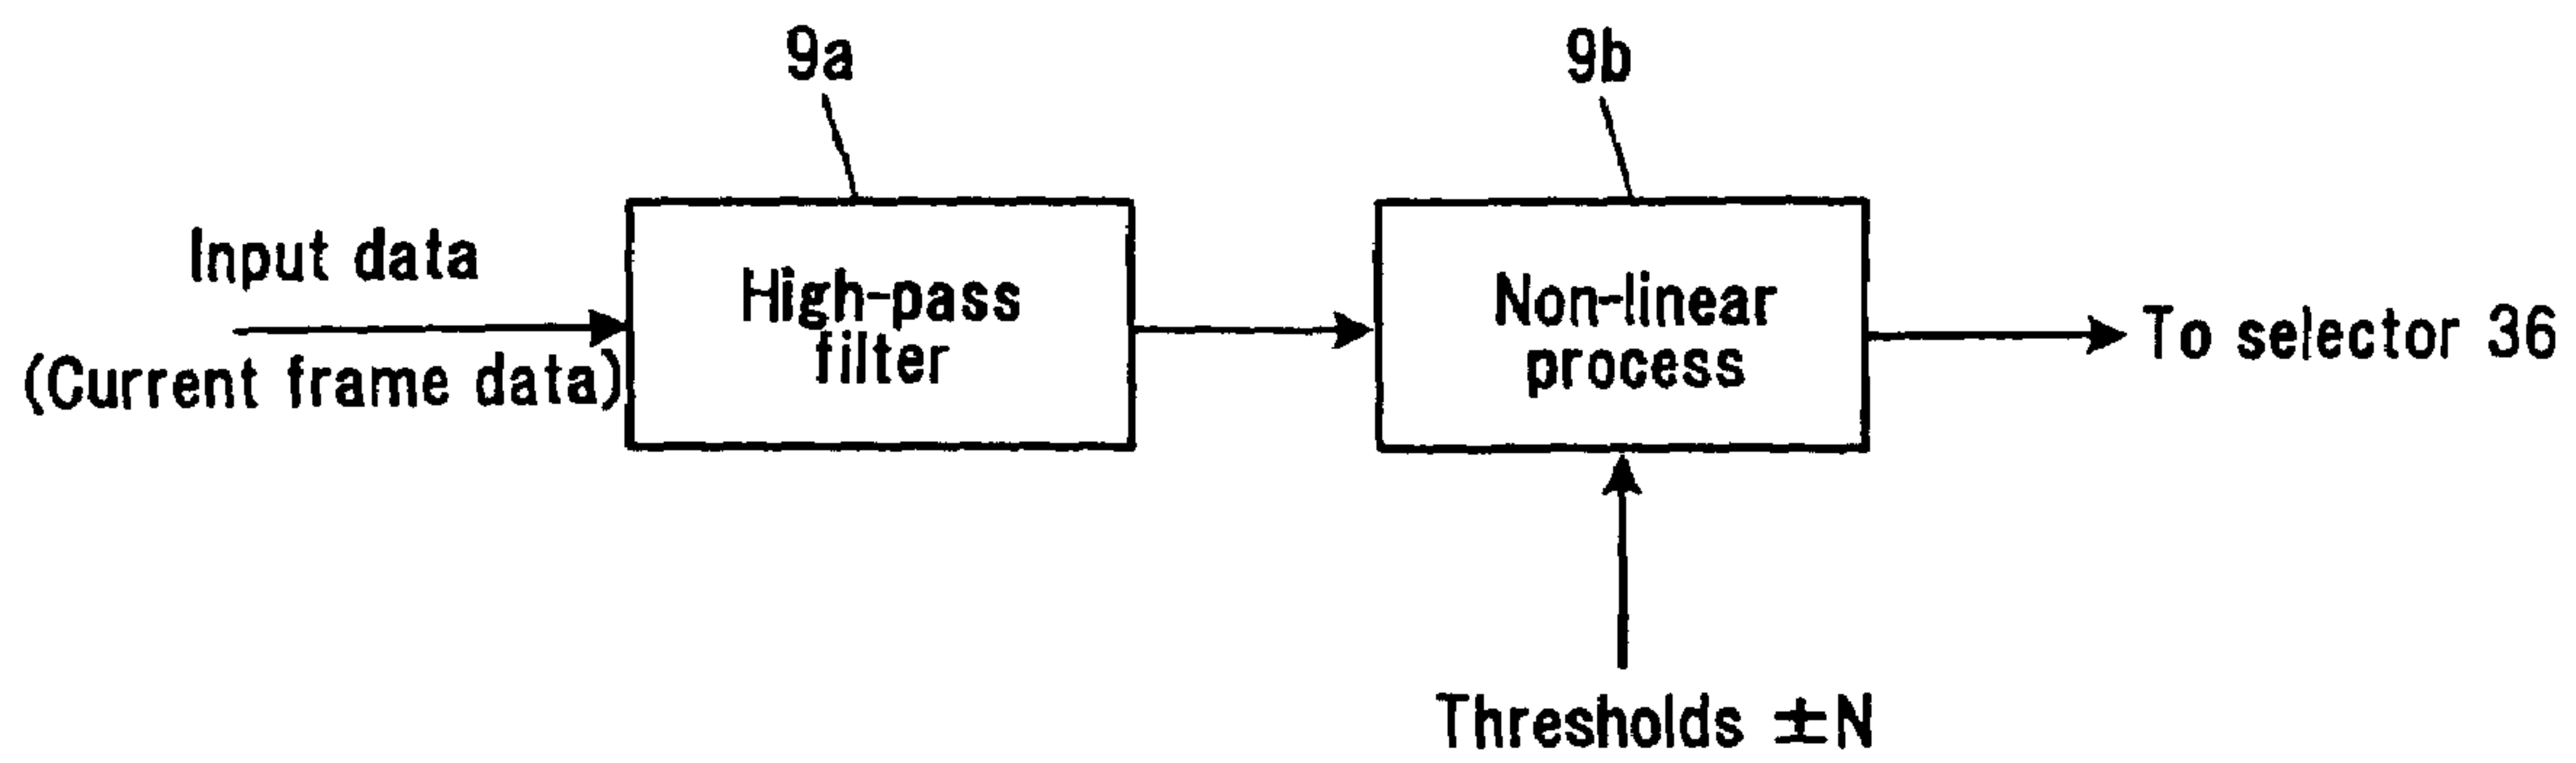 9a
9b
Input data
(Current frame data)
High-pass
filter
Non-linear
process
To selector 36
Thresholds ±N